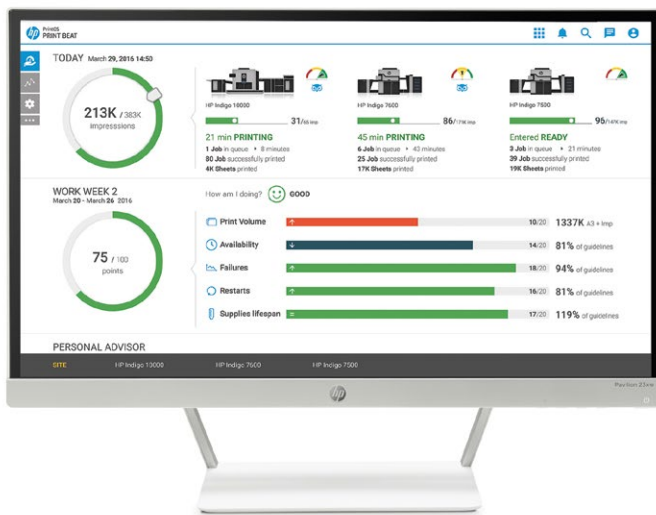 hp PrintOS
PRINT BEAT
TODAY March 29, 2016 14:50
213K / 383K
impresssions
HP Indigo 10000
31/
21 min PRINTING
1 Job in queue • 8 minutes
80 Job successfully printed
4K Sheets printed
HP Indigo 7600
86/
45 min PRINTING
6 Job in queue • 43 minutes
25 Job successfully printed
17K Sheets printed
HP Indigo 7500
96/
Entered READY
3 Job in queue • 21 minutes
39 Job successfully printed
19K Sheets printed
WORK WEEK 2
March 20 - March 26 2016
75 / 100
points
How am I doing? GOOD
Print Volume 10/20 1337K A3 + Imp
Availability 14/20 81% of guidelines
Failures 18/20 94% of guidelines
Restarts 16/20 81% of guidelines
Supplies lifespan 17/20 119% of guidelines
PERSONAL ADVISOR
SITE HP Indigo 10000 HP Indigo 7600 HP Indigo 7500
hp
Pavilion